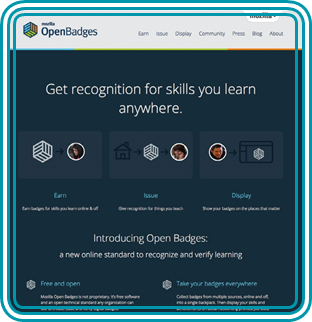 mozilla
mozilla
OpenBadges
Earn Issue Display Community Press Blog About
Get recognition for skills you learn
anywhere.
Earn Issue Display
Earn badges for skills you learn online & off Give recognition for things you teach Show your badges on the places that matter
Introducing Open Badges:
a new online standard to recognize and verify learning
Free and open Take your badges everywhere
Mozilla Open Badges is not proprietary. It's free software Collect badges from multiple sources, online and off,
and an open technical standard any organization can into a single backpack. Then display your skills and